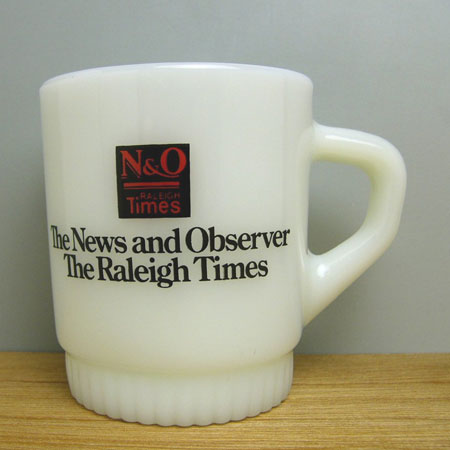 N&O
RALEIGH
Times
The News and Observer
The Raleigh Times